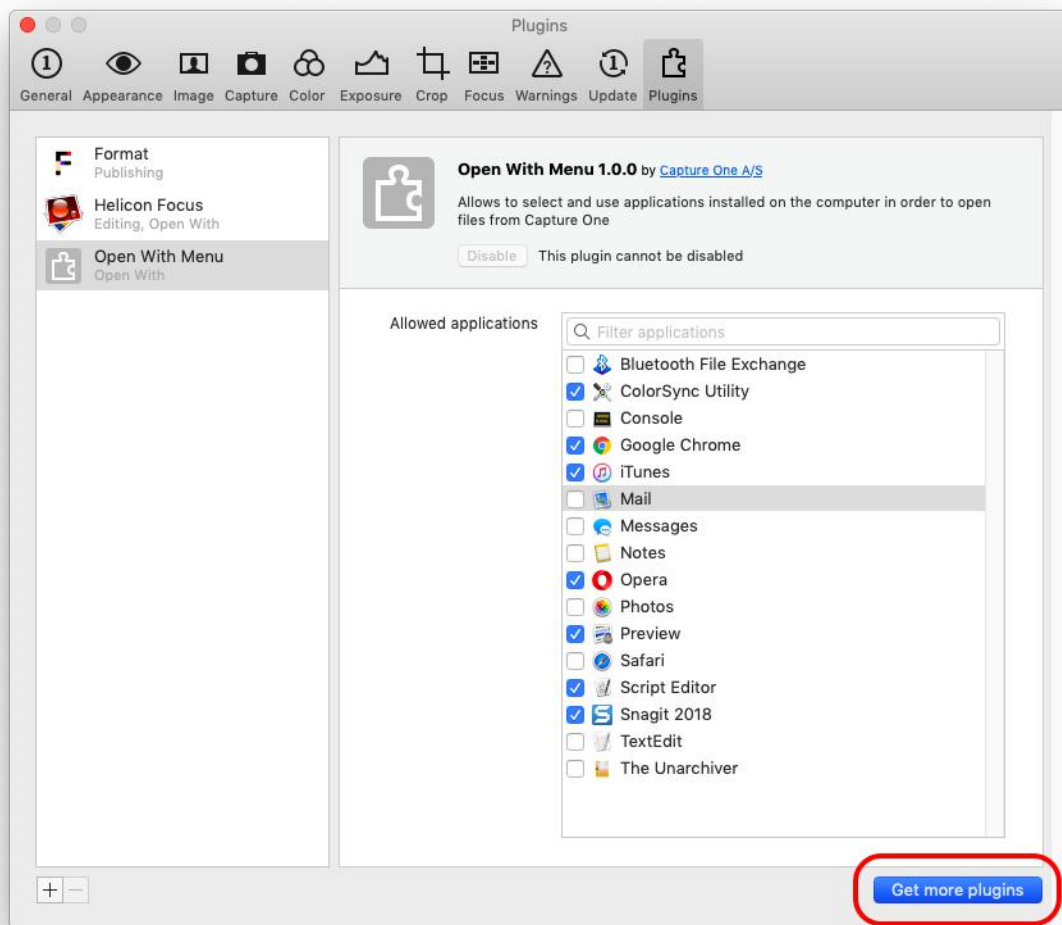 Plugins
General Appearance Image Capture Color Exposure Crop Focus Warnings Update Plugins
Format
Publishing
Helicon Focus
Editing, Open With
Open With Menu
Open With
Open With Menu 1.0.0 by Capture One A/S
Allows to select and use applications installed on the computer in order to open
files from Capture One
Disable This plugin cannot be disabled
Allowed applications
Filter applications
Bluetooth File Exchange
ColorSync Utility
Console
Google Chrome
iTunes
Mail
Messages
Notes
Opera
Photos
Preview
Safari
Script Editor
Snagit 2018
TextEdit
The Unarchiver
Get more plugins